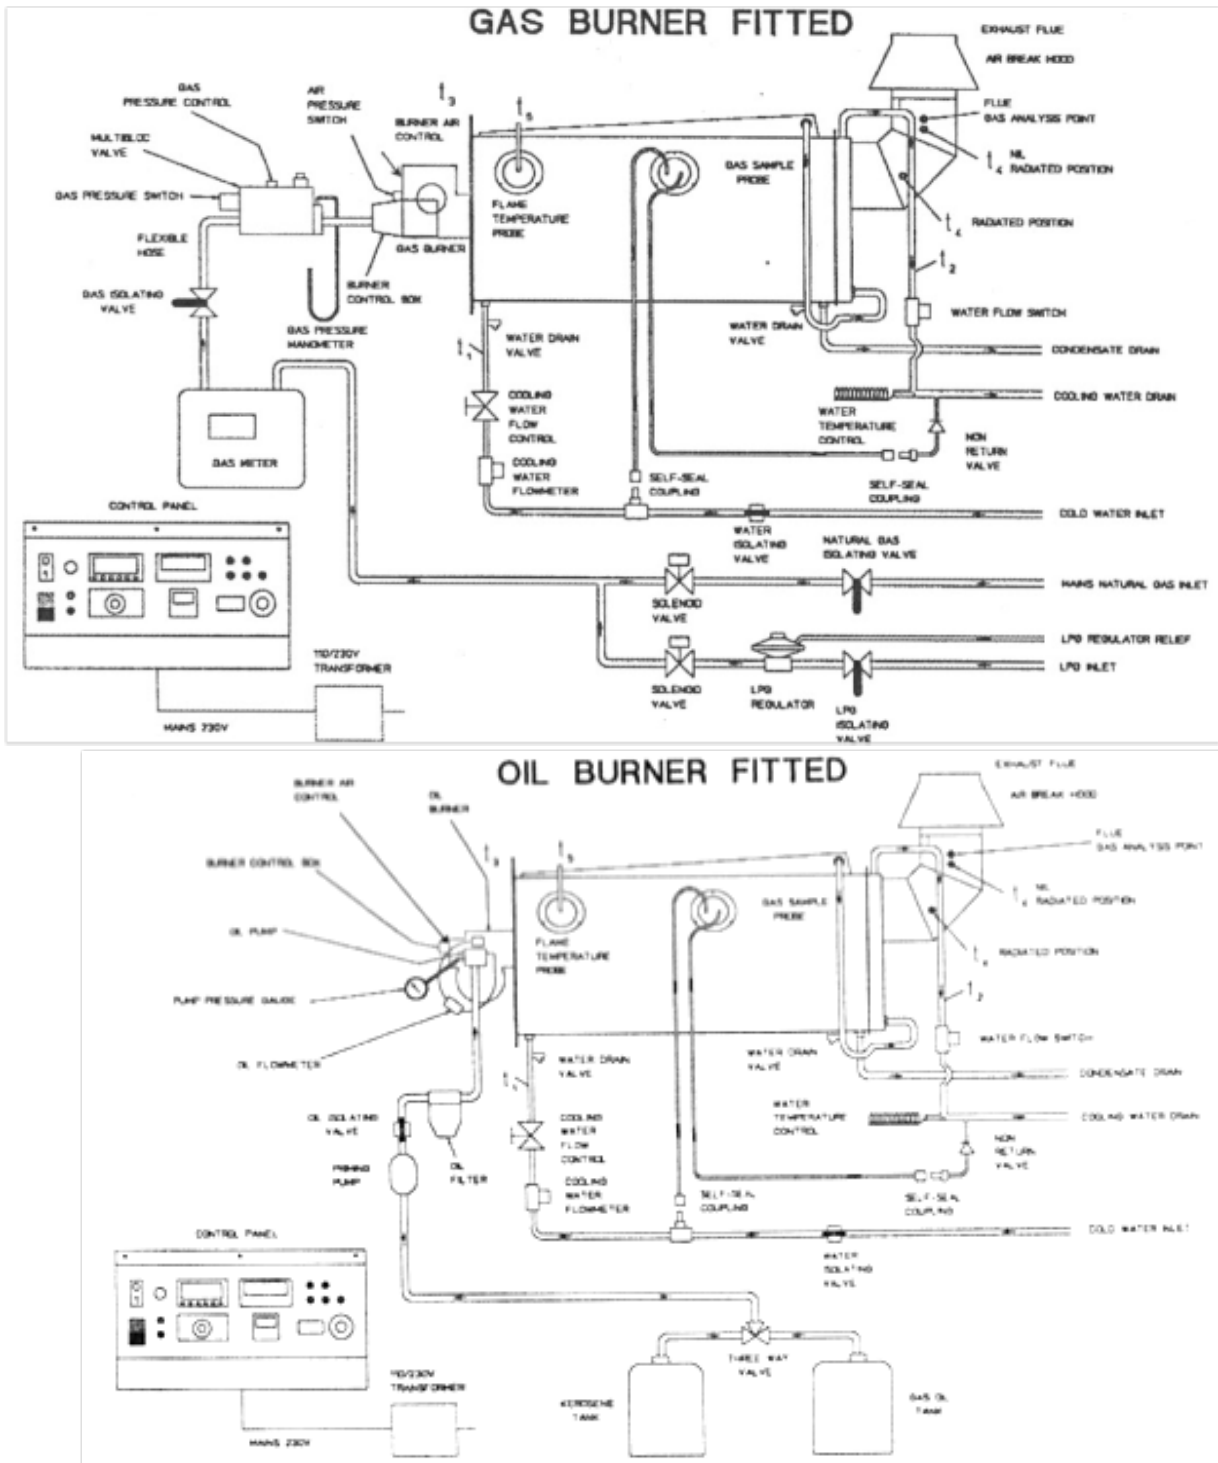 GAS BURNER FITTED
EXHAUST FLUE
AIR BREAK HOOD
GAS
PRESSURE CONTROL
AIR
PRESSURE
SWITCH
t3
BURNER AIR
CONTROL
t5
FLUE
GAS ANALYSIS POINT
MULTIBLOC
VALVE
GAS SAMPLE
PROBE
NIL
RADIATED POSITION
GAS PRESSURE SWITCH
FLAME
TEMPERATURE
PROBE
RADIATED POSITION
FLEXIBLE
HOSE
GAS BURNER
t2
GAS ISOLATING
VALVE
BURNER
CONTROL BOX
WATER FLOW SWITCH
GAS PRESSURE
MANOMETER
WATER DRAIN
VALVE
WATER DRAIN
VALVE
CONDENSATE DRAIN
COOLING
WATER
FLOW
CONTROL
COOLING WATER DRAIN
WATER
TEMPERATURE
CONTROL
NON
RETURN
VALVE
GAS METER
COOLING
WATER
FLOWMETER
SELF-SEAL
COUPLING
SELF-SEAL
COUPLING
CONTROL PANEL
COLD WATER INLET
WATER
ISOLATING
VALVE
NATURAL GAS
ISOLATING VALVE
MAINS NATURAL GAS INLET
SOLENOID
VALVE
LPG REGULATOR RELIEF
110/230V
TRANSFORMER
LPG INLET
SOLENOID
VALVE
LPG
REGULATOR
LPG
ISOLATING
VALVE
MAINS 230V
OIL BURNER FITTED
EXHAUST FLUE
AIR BREAK HOOD
BURNER AIR
CONTROL
OIL
BURNER
FLUE
GAS ANALYSIS POINT
BURNER CONTROL BOX
t3
t5
GAS SAMPLE
PROBE
NIL
RADIATED POSITION
OIL PUMP
FLAME
TEMPERATURE
PROBE
RADIATED POSITION
PUMP PRESSURE GAUGE
t2
OIL FLOWMETER
WATER DRAIN
VALVE
WATER DRAIN
VALVE
WATER FLOW SWITCH
CONDENSATE DRAIN
OIL ISOLATING
VALVE
COOLING
WATER
FLOW
CONTROL
WATER
TEMPERATURE
CONTROL
COOLING WATER DRAIN
NON
RETURN
VALVE
PRIMING
PUMP
OIL
FILTER
COOLING
WATER
FLOWMETER
SELF-SEAL
COUPLING
SELF-SEAL
COUPLING
CONTROL PANEL
COLD WATER INLET
WATER
ISOLATING
VALVE
THREE WAY
VALVE
110/230V
TRANSFORMER
KEROSENE
TANK
GAS OIL
TANK
MAINS 230V